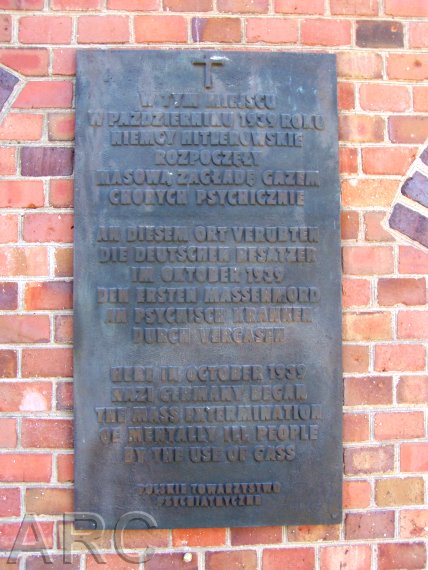 W TYM MIEJSCU
W PAŹDZIERNIKU 1939 ROKU
NIEMCY HITLEROWSKIE
ROZPOCZĘŁY
MASOWĄ ZAGŁADĘ GAZEM
CHORYCH PSYCHICZNIE
AN DIESEM ORT VERUBTEN
DIE DEUTSCHEN BESATZER
IM OKTOBER 1939
DEN ERSTEN MASSENMORD
AN PSYCHISCH KRANKEN
DURCH VERGASEN
HERE IN OCTOBER 1939
NAZI GERMANY BEGAN
THE MASS EXTERMINATION
OF MENTALLY ILL PEOPLE
BY THE USE OF GASS
POLSKIE TOWARZYSTWO
PSYCHIATRYCZNE
ARC